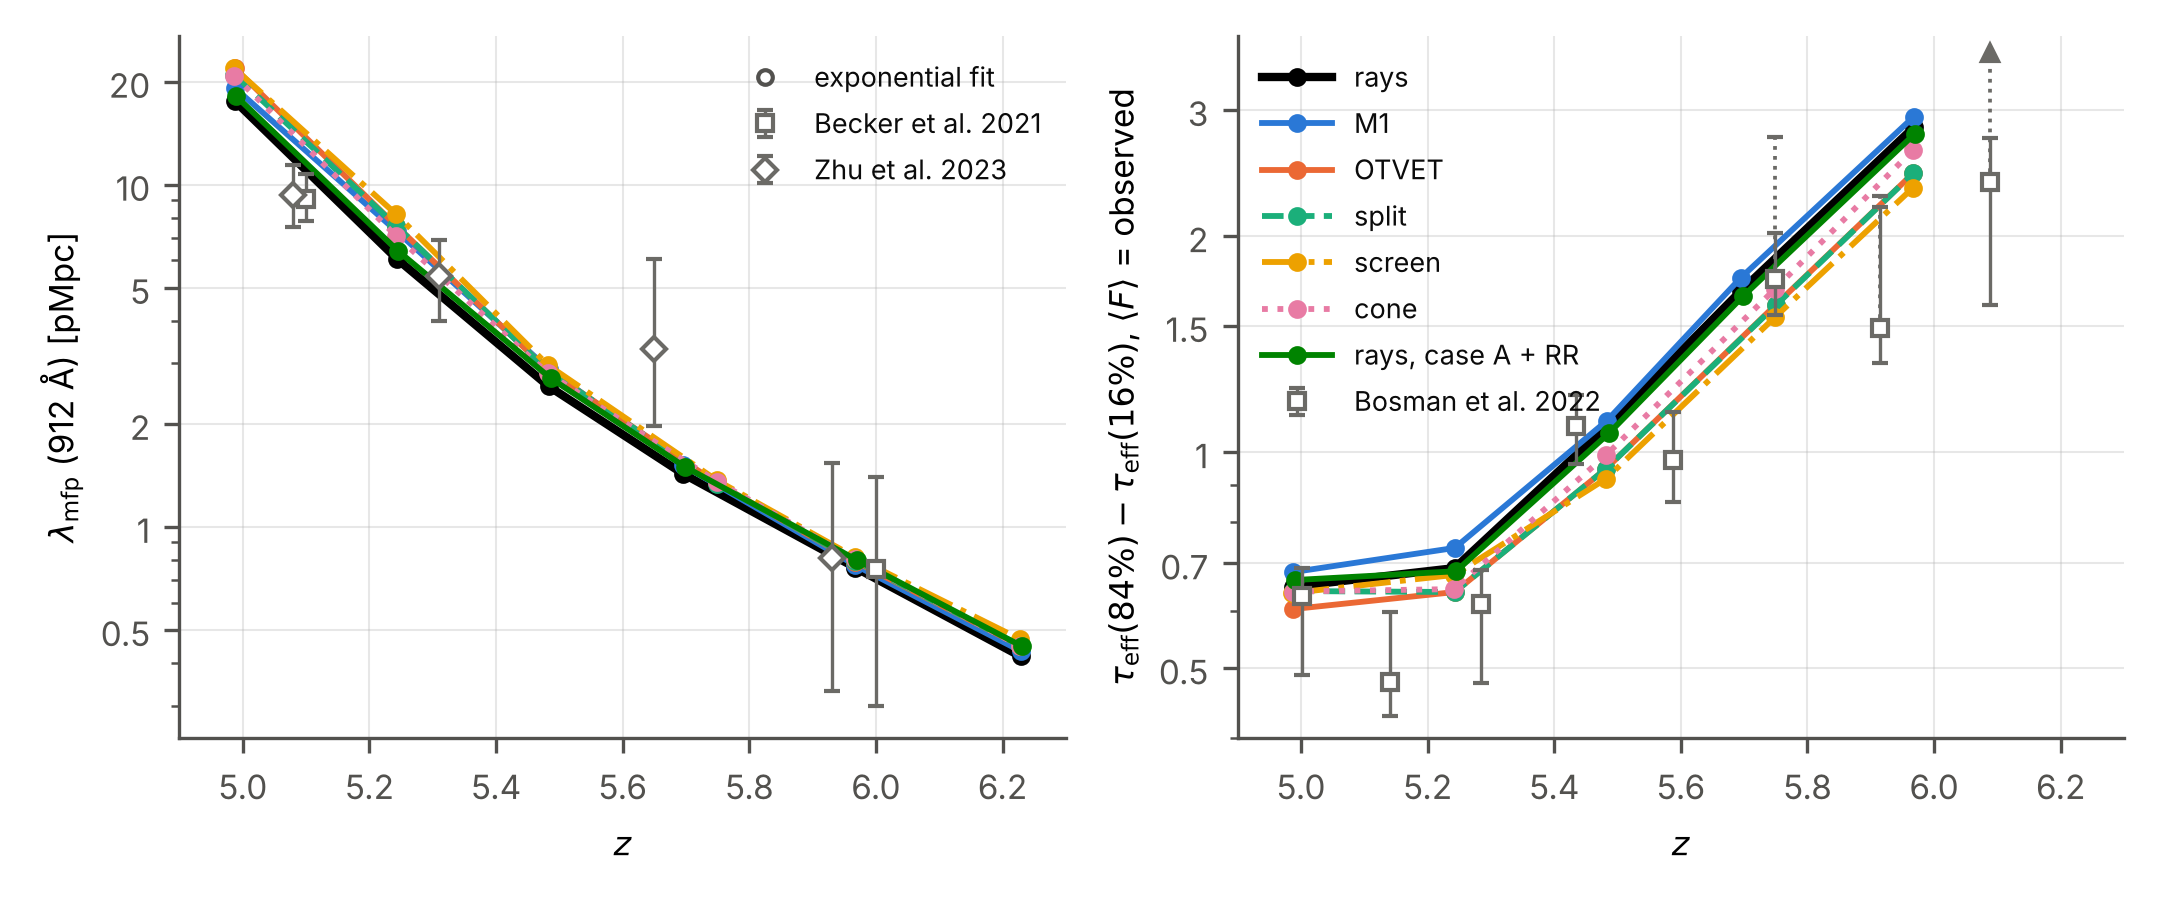 20
10
5
2
1
0.5
5.0 5.2 5.4 5.6 5.8 6.0 6.2
z
λmfp (912 Å) [pMpc]
exponential fit
Becker et al. 2021
Zhu et al. 2023
3
2
1.5
1
0.7
0.5
5.0 5.2 5.4 5.6 5.8 6.0 6.2
z
τeff(84%) − τeff(16%), ⟨F⟩ = observed
rays
M1
OTVET
split
screen
cone
rays, case A + RR
Bosman et al. 2022